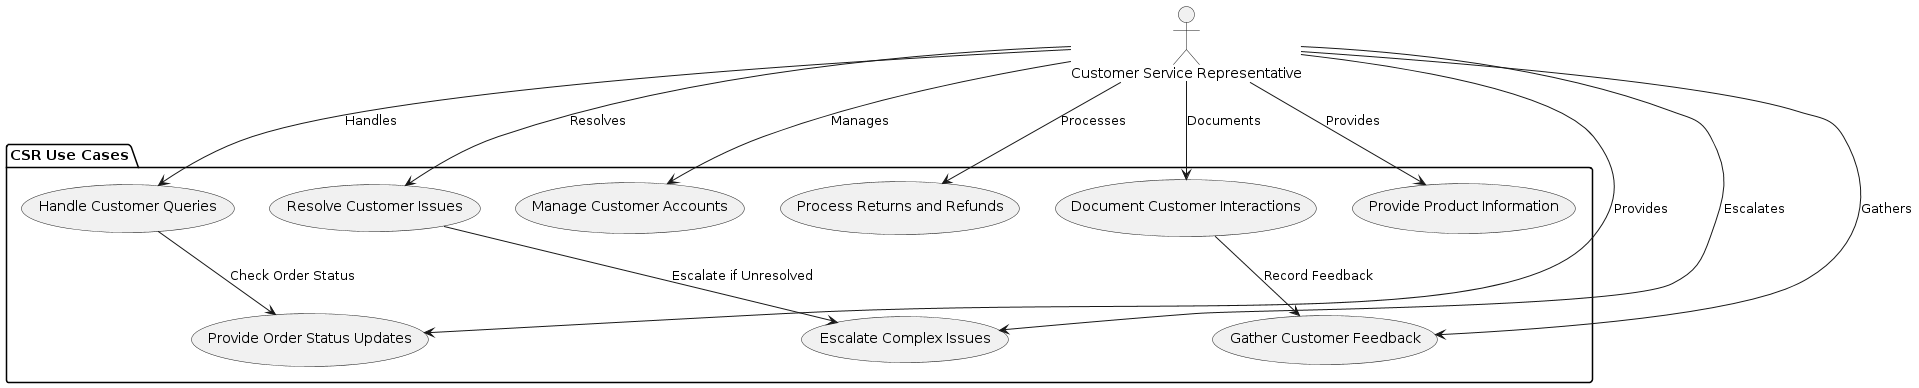 Customer Service Representative
Handles
Resolves
Manages
Processes
Documents
Provides
CSR Use Cases
Handle Customer Queries
Resolve Customer Issues
Manage Customer Accounts
Process Returns and Refunds
Document Customer Interactions
Provide Product Information
Provides
Escalates
Gathers
Check Order Status
Escalate if Unresolved
Record Feedback
Provide Order Status Updates
Escalate Complex Issues
Gather Customer Feedback